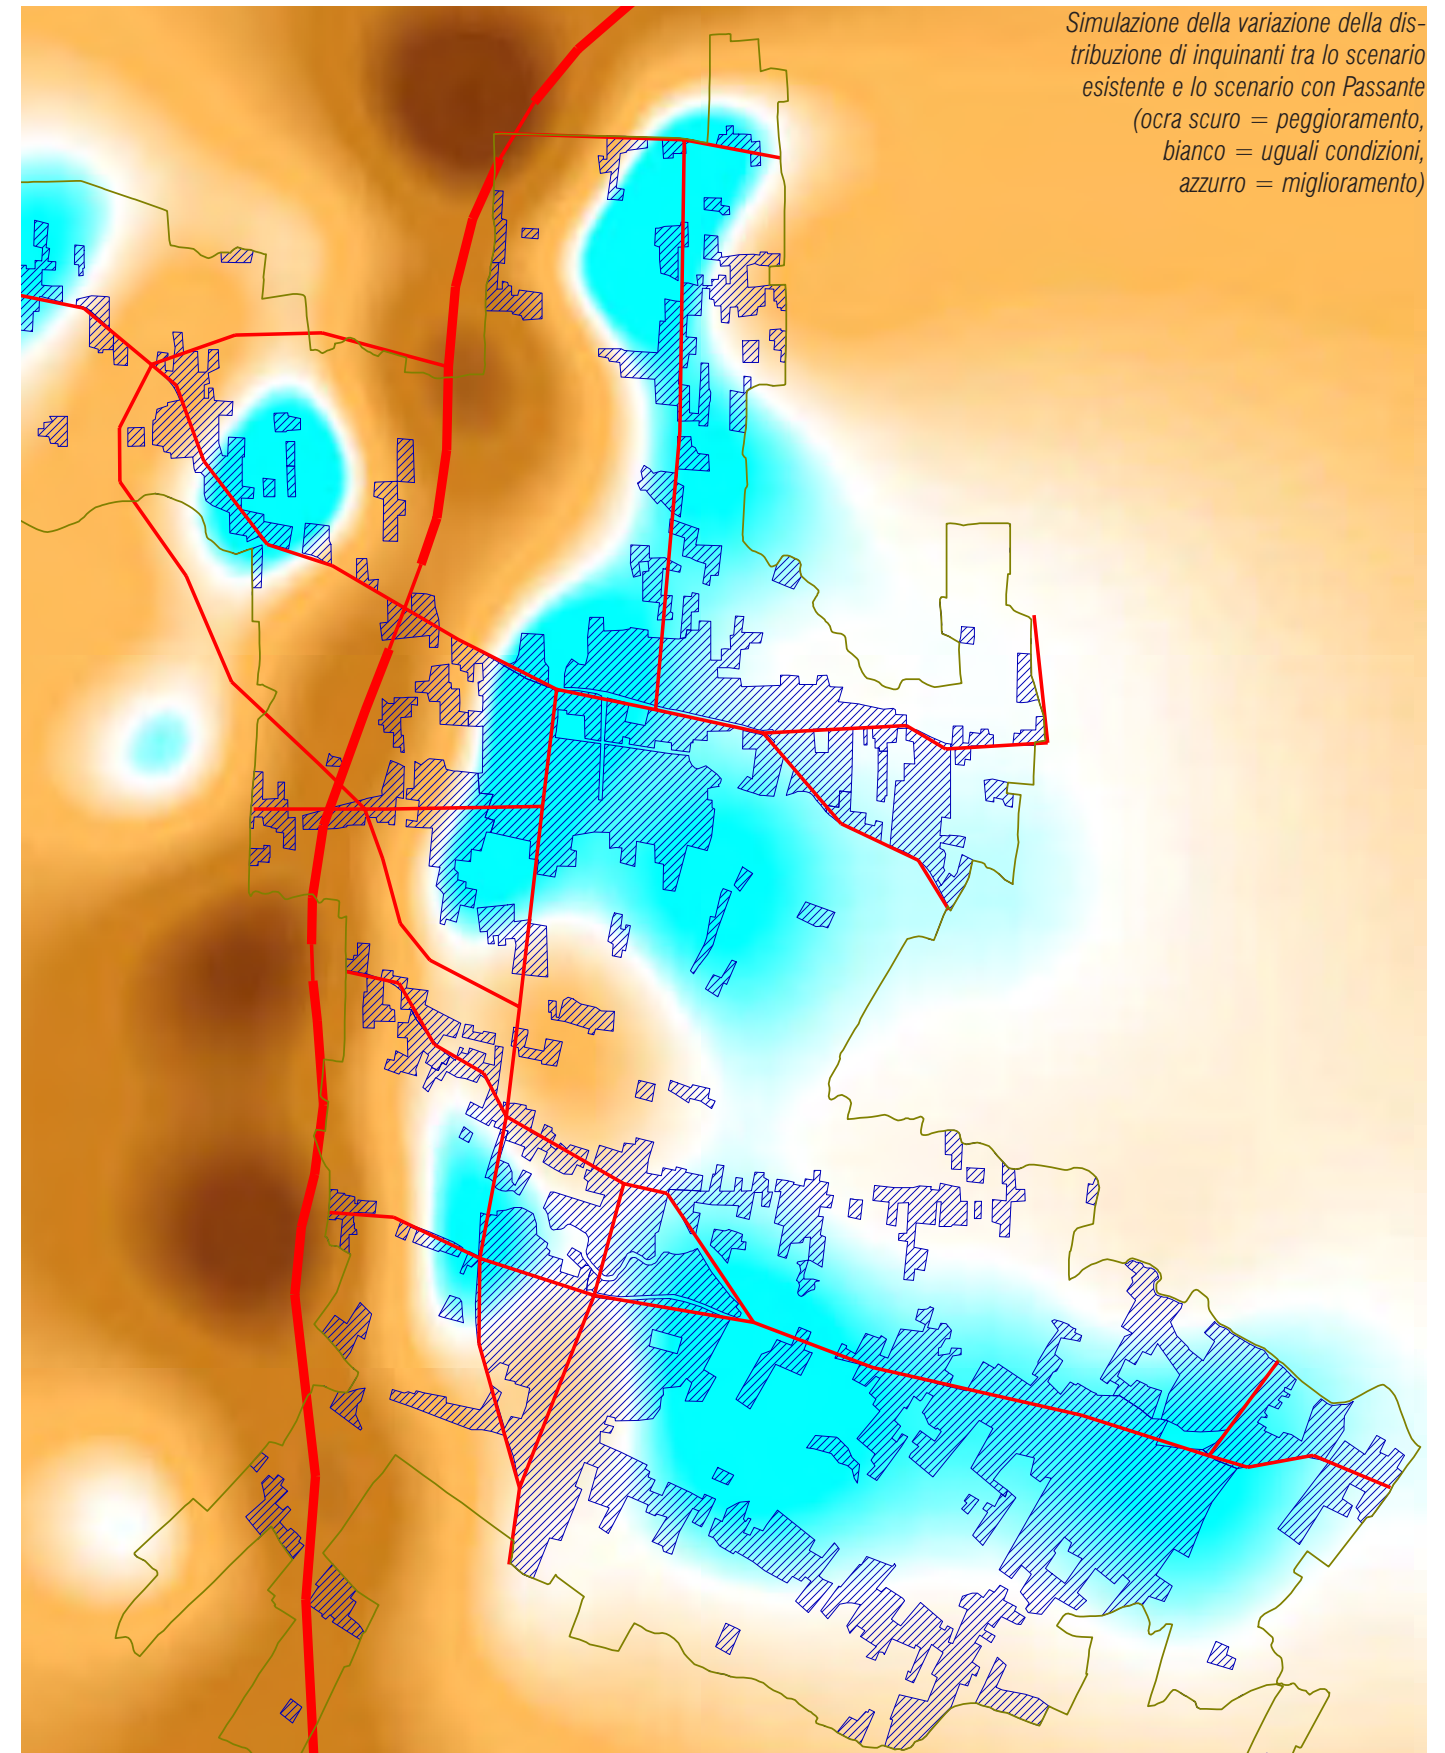 Simulazione della variazione della dis-
tribuzione di inquinanti tra lo scenario
esistente e lo scenario con Passante
(ocra scuro = peggioramento,
bianco = uguali condizioni,
azzurro = miglioramento)